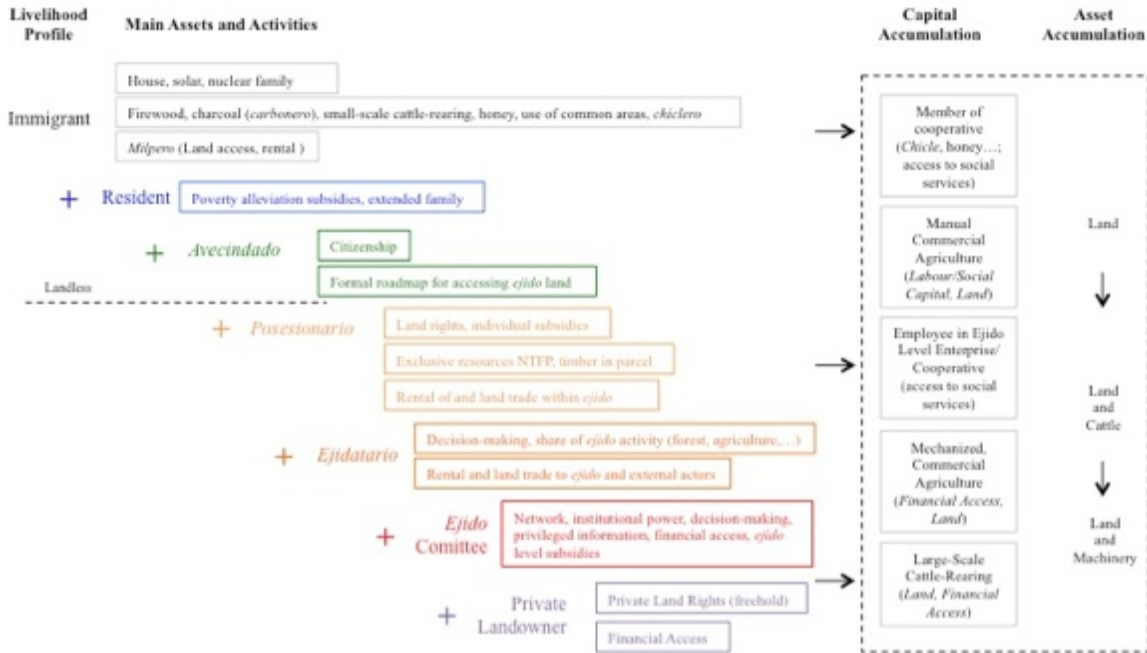 Livelihood
Profile
Main Assets and Activities
Capital
Accumulation
Asset
Accumulation
Immigrant
House, solar, nuclear family
Firewood, charcoal (carbonero), small-scale cattle-rearing, honey, use of common areas, chiclero
Milpero (Land access, rental )
+ Resident
Poverty alleviation subsidies, extended family
+ Avecindado
Citizenship
Formal roadmap for accessing ejido land
Landless
+ Posesionario
Land rights, individual subsidies
Exclusive resources NTFP, timber in parcel
Rental of and land trade within ejido
+ Ejidatario
Decision-making, share of ejido activity (forest, agriculture,…)
Rental and land trade to ejido and external actors
+ Ejido
Comittee
Network, institutional power, decision-making,
privileged information, financial access, ejido
level subsidies
+ Private
Landowner
Private Land Rights (freehold)
Financial Access
Member of
cooperative
(Chicle, honey…;
access to social
services)
Manual
Commercial
Agriculture
(Labour/Social
Capital, Land)
Employee in Ejido
Level Enterprise/
Cooperative
(access to social
services)
Mechanized,
Commercial
Agriculture
(Financial Access,
Land)
Large-Scale
Cattle-Rearing
(Land, Financial
Access)
Land
Land
and
Cattle
Land
and
Machinery